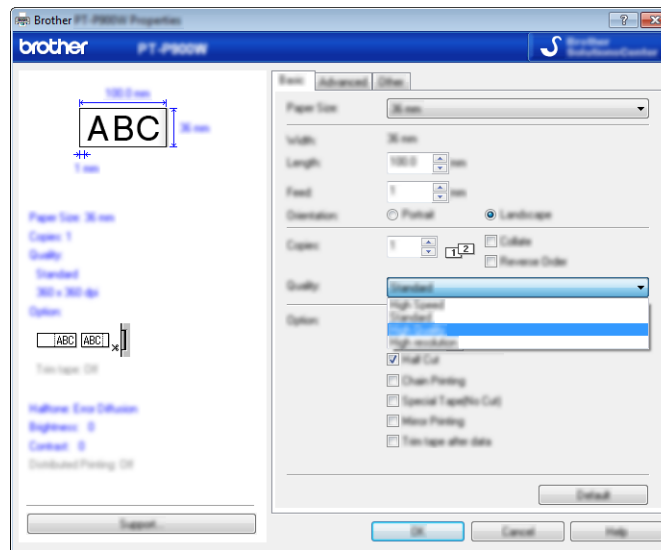 Brother PT-P900W Properties
brother PT-P900W
Brother
SolutionsCenter
100.0 mm
ABC
36 mm
1 mm
Paper Size: 36 mm
Copies: 1
Quality:
Standard
360 x 360 dpi
Option:
ABC ABC
Trim tape: Off
Halftone: Error Diffusion
Brightness: 0
Contrast: 0
Distributed Printing: Off
Support...
Basic Advanced Other
Paper Size: 36 mm
Width: 36 mm
Length: 100.0 mm
Feed: 1 mm
Orientation: Portrait Landscape
Copies: 1 1 2 Collate
Reverse Order
Quality: Standard
High Speed
Standard
High Quality
High resolution
Option:
Half Cut
Chain Printing
Special Tape(No Cut)
Mirror Printing
Trim tape after data
Default
OK Cancel Help